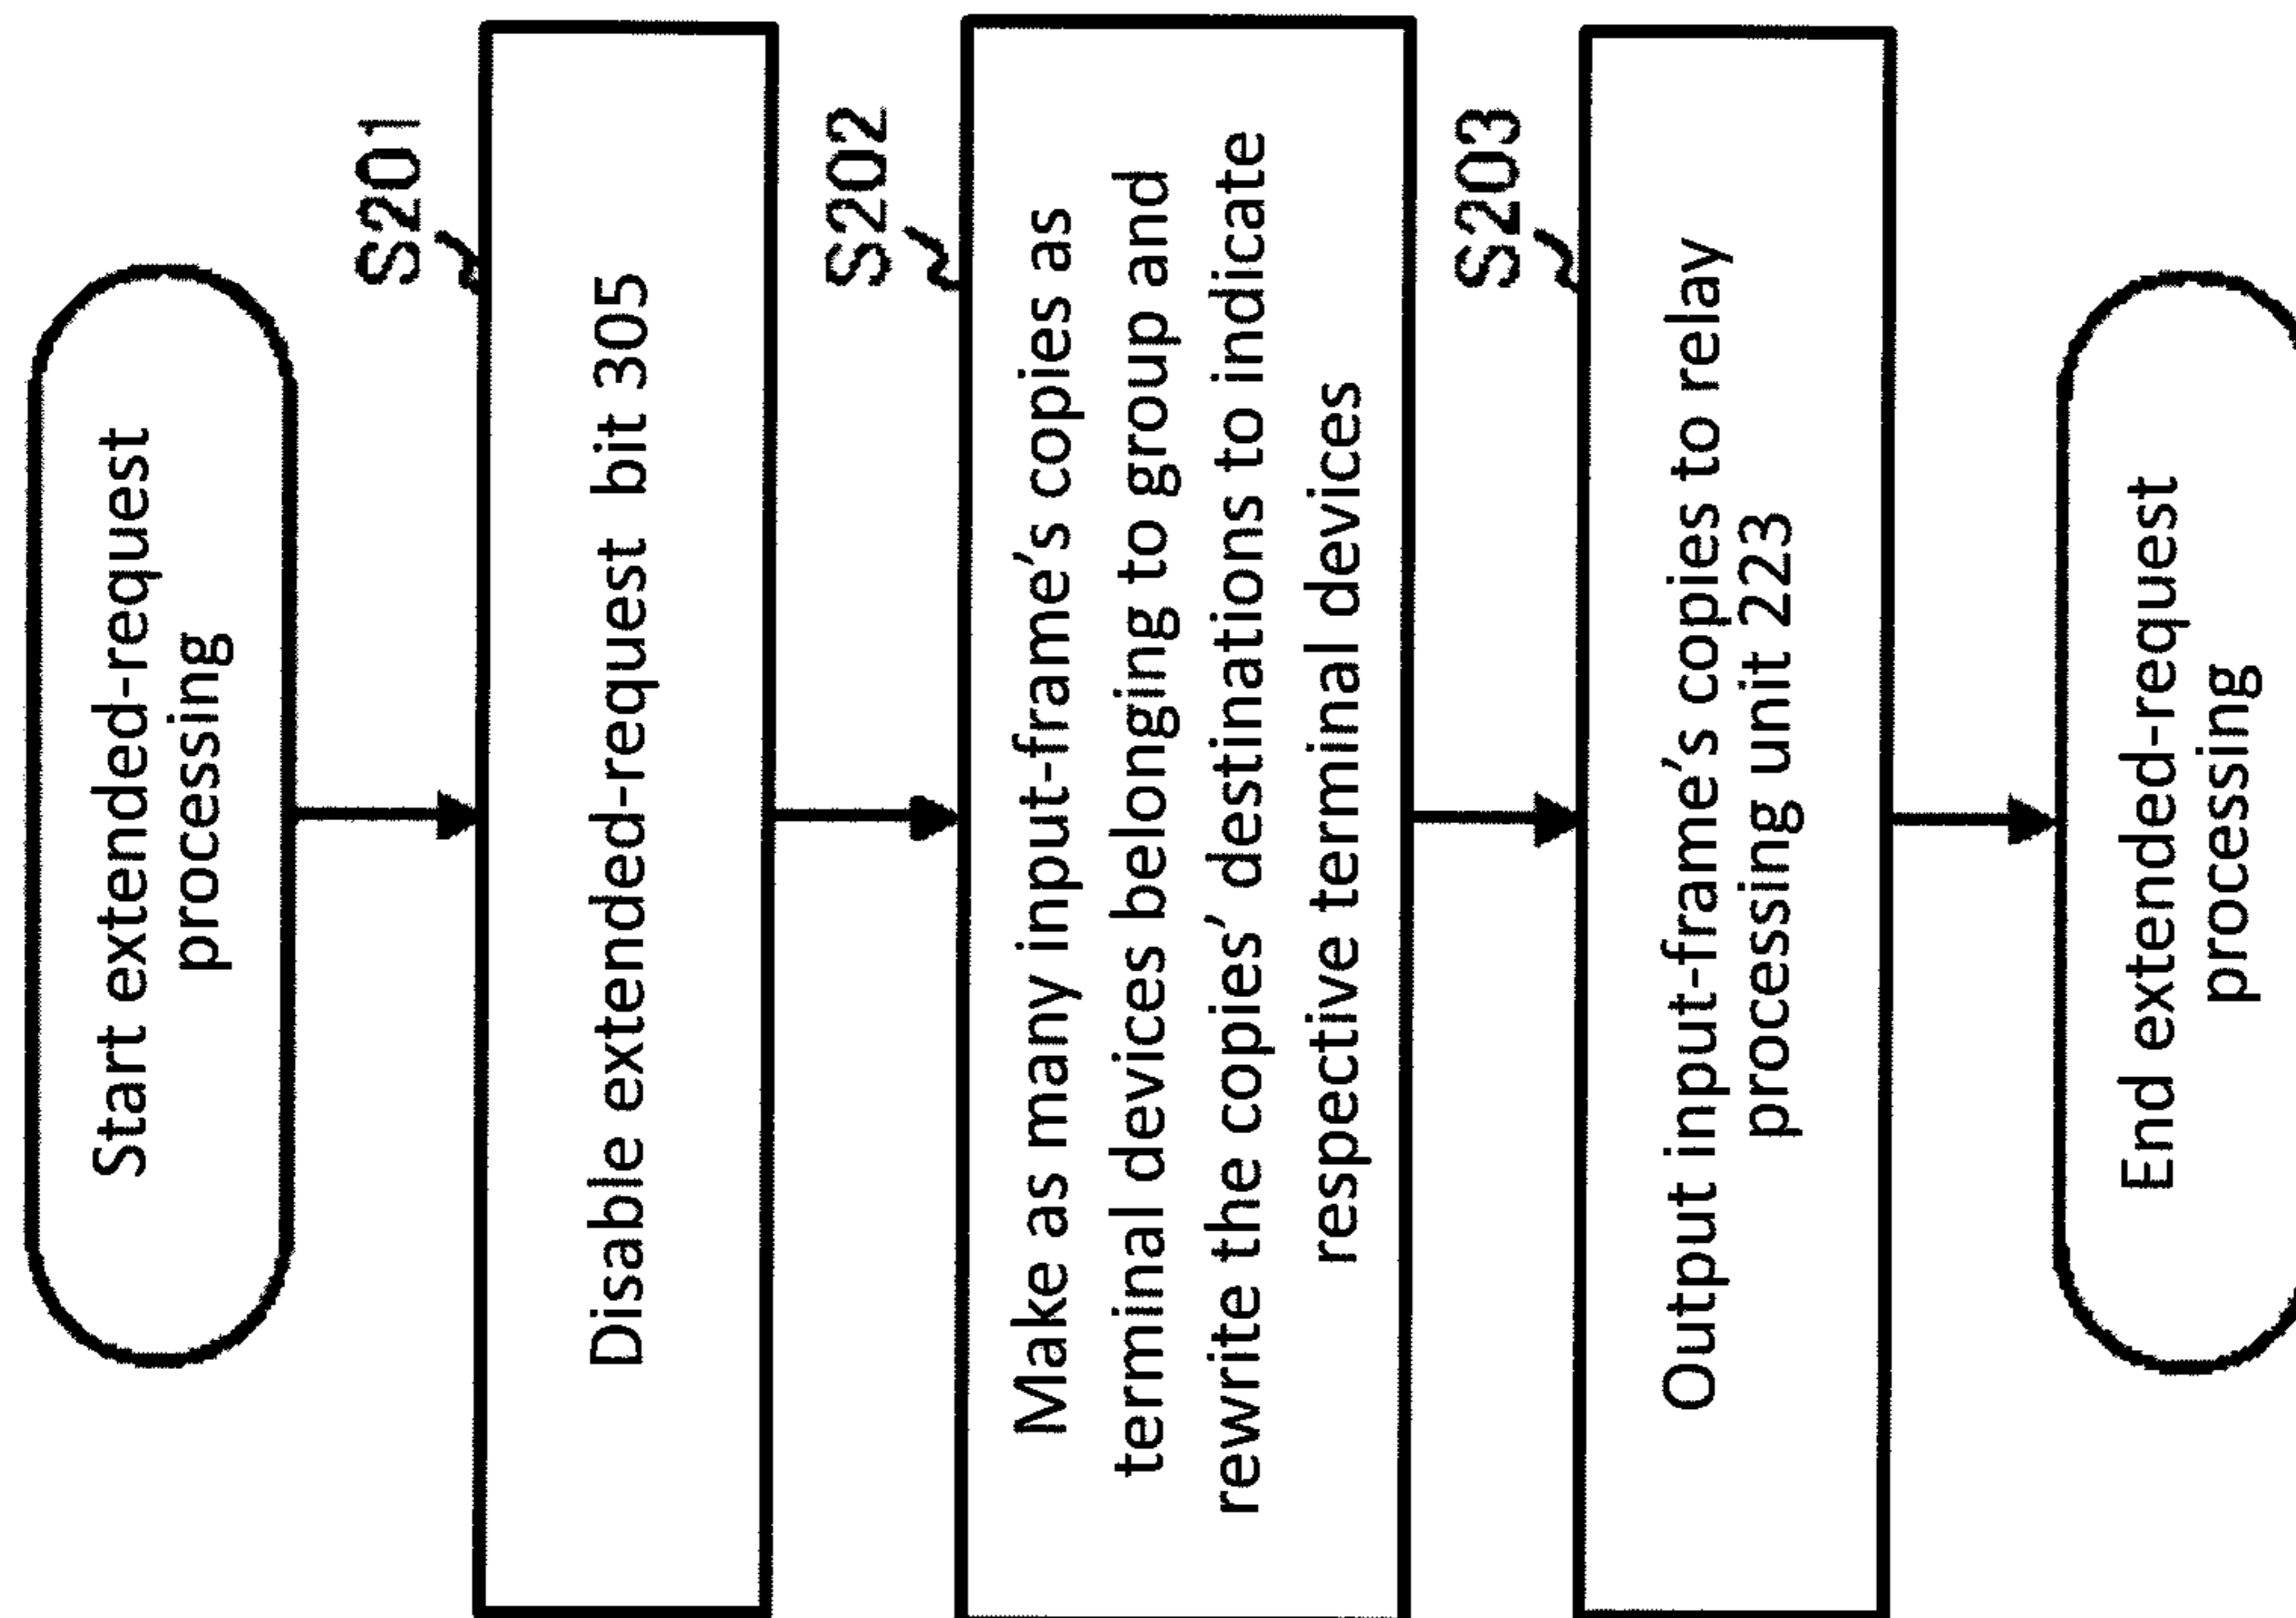 Start extended-request
processing
S201
Disable extended-request bit 305
S202
Make as many input-frame's copies as
terminal devices belonging to group and
rewrite the copies' destinations to indicate
respective terminal devices
S203
Output input-frame's copies to relay
processing unit 223
End extended-request
processing